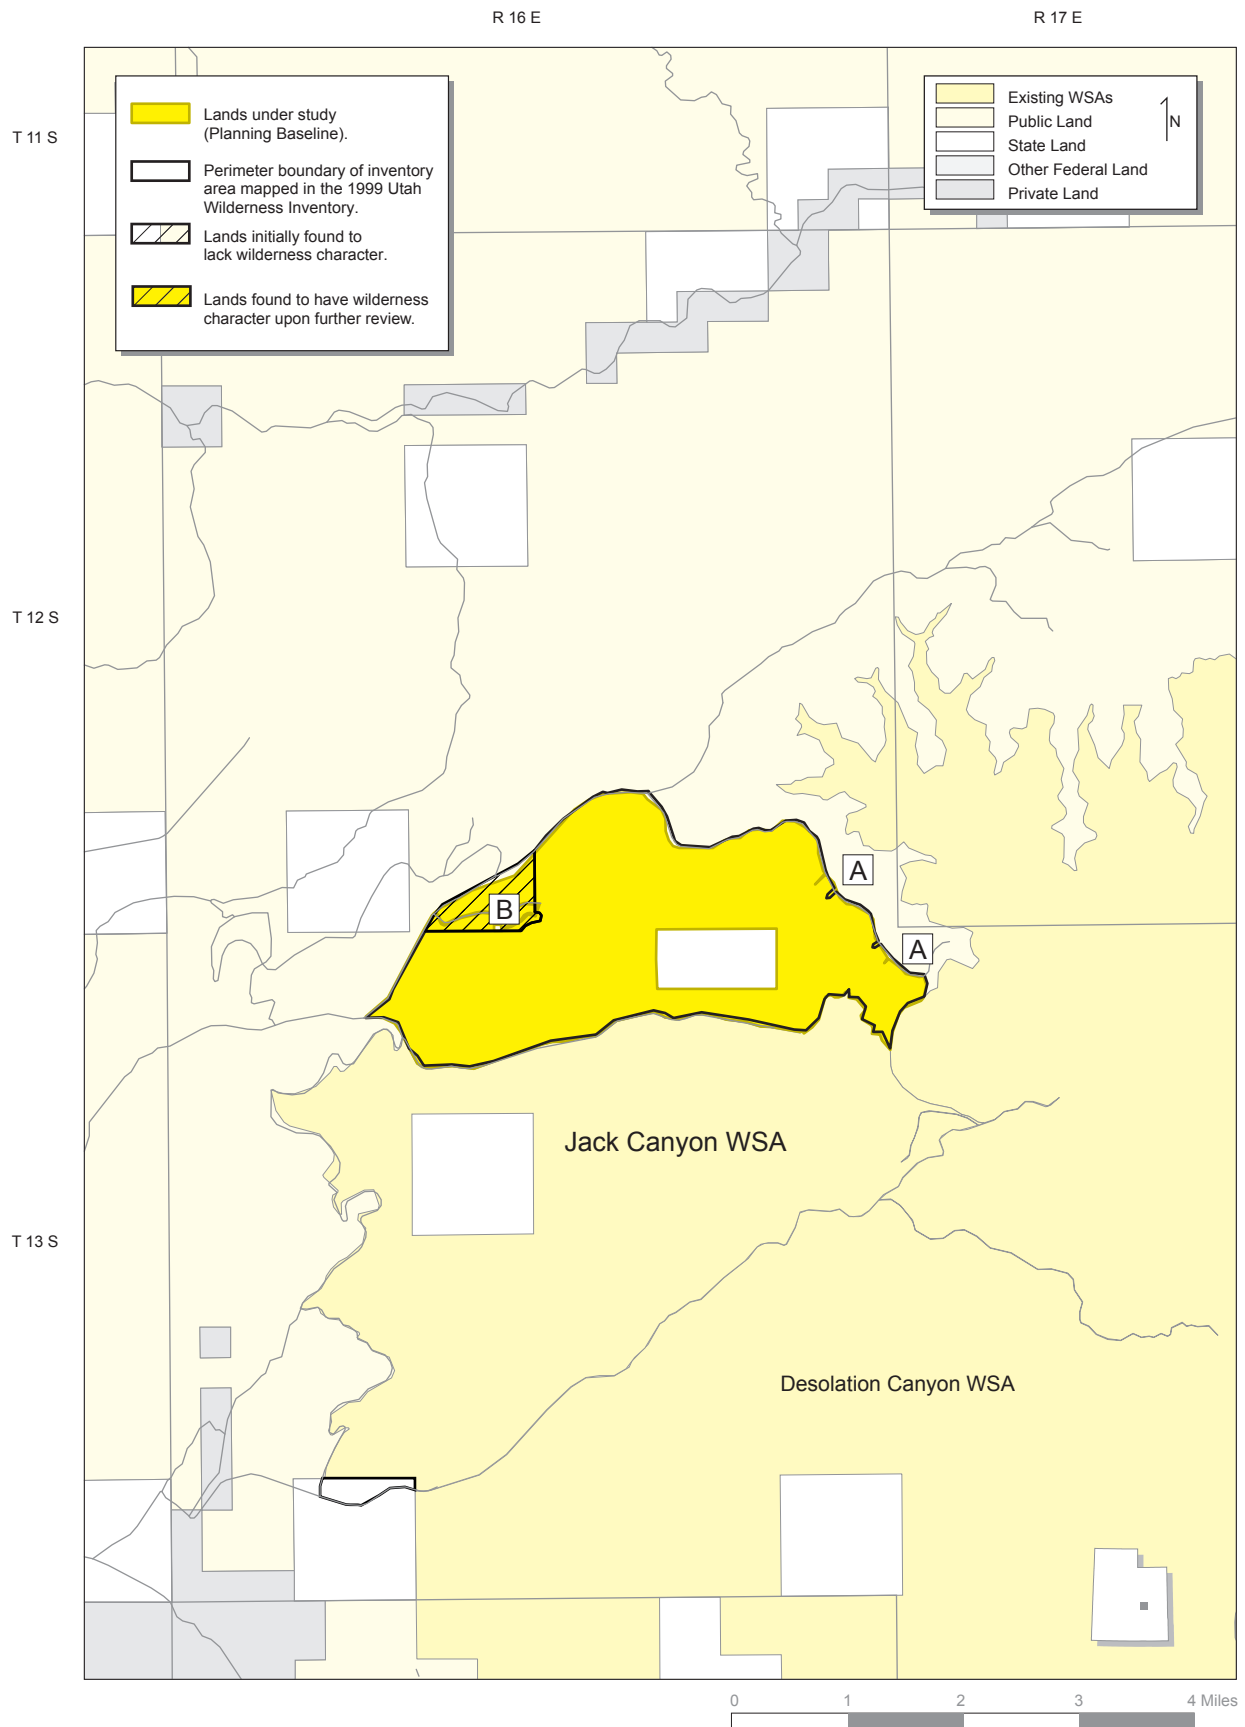 R 16 E
R 17 E
Lands under study
(Planning Baseline).
Perimeter boundary of inventory
area mapped in the 1999 Utah
Wilderness Inventory.
Lands initially found to
lack wilderness character.
Lands found to have wilderness
character upon further review.
Existing WSAs
Public Land
State Land
Other Federal Land
Private Land
N
T 11 S
T 12 S
A
B
A
Jack Canyon WSA
T 13 S
Desolation Canyon WSA
0 1 2 3 4 Miles